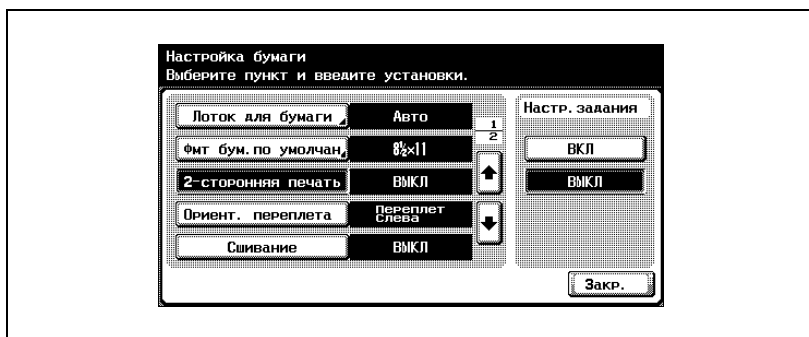 Настройка бумаги
Выберите пункт и введите установки.
Лоток для бумаги
Авто
1
2
Фмт бум.по умолчан
8½×11
2-сторонняя печать
ВЫКЛ
Ориент. переплета
Переплет
Слева
Сшивание
ВЫКЛ
Настр.задания
ВКЛ
ВЫКЛ
Закр.